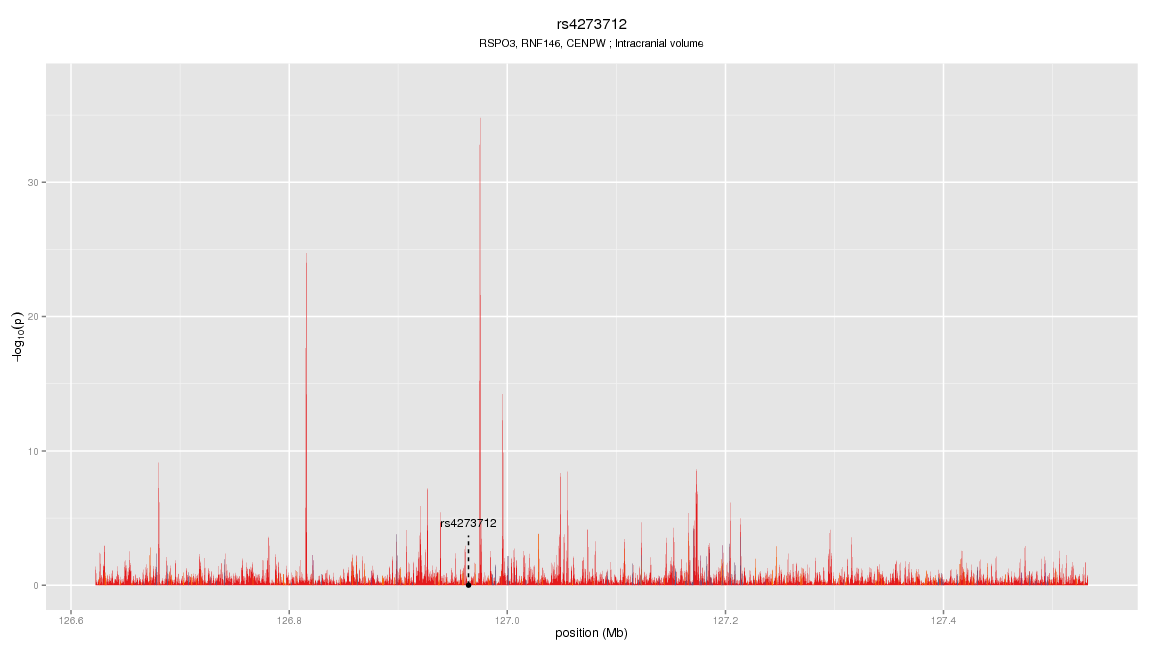 rs4273712
RSPO3, RNF146, CENPW ; Intracranial volume
−log10(p)
30
20
10
0
rs4273712
126.6 126.8 127.0 127.2 127.4
position (Mb)